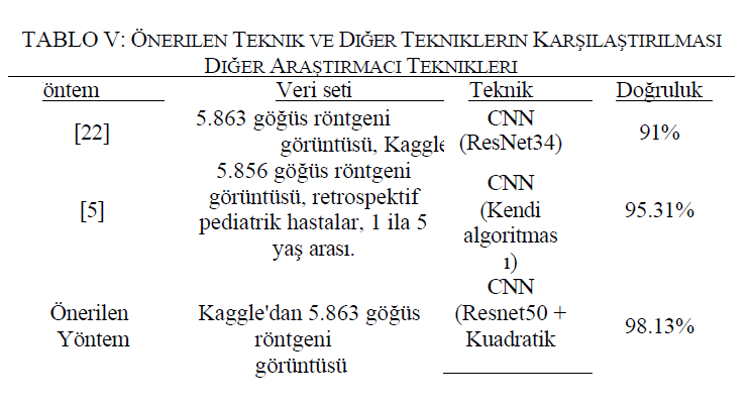 TABLO V: ÖNERILEN TEKNIK VE DIĞER TEKNIKLERIN KARŞILAŞTIRILMASI
DIĞER ARAŞTIRMACI TEKNIKLERI
öntem Veri seti Teknik Doğruluk
[22]
5.863 göğüs röntgeni
görüntüsü, Kaggle
CNN
(ResNet34)
91%
[5]
5.856 göğüs röntgeni
görüntüsü, retrospektif
pediatrik hastalar, 1 ila 5
yaş arası.
CNN
(Kendi
algoritmas
ı)
95.31%
Önerilen
Yöntem
Kaggle'dan 5.863 göğüs
röntgeni
görüntüsü
CNN
(Resnet50 +
Kuadratik
98.13%